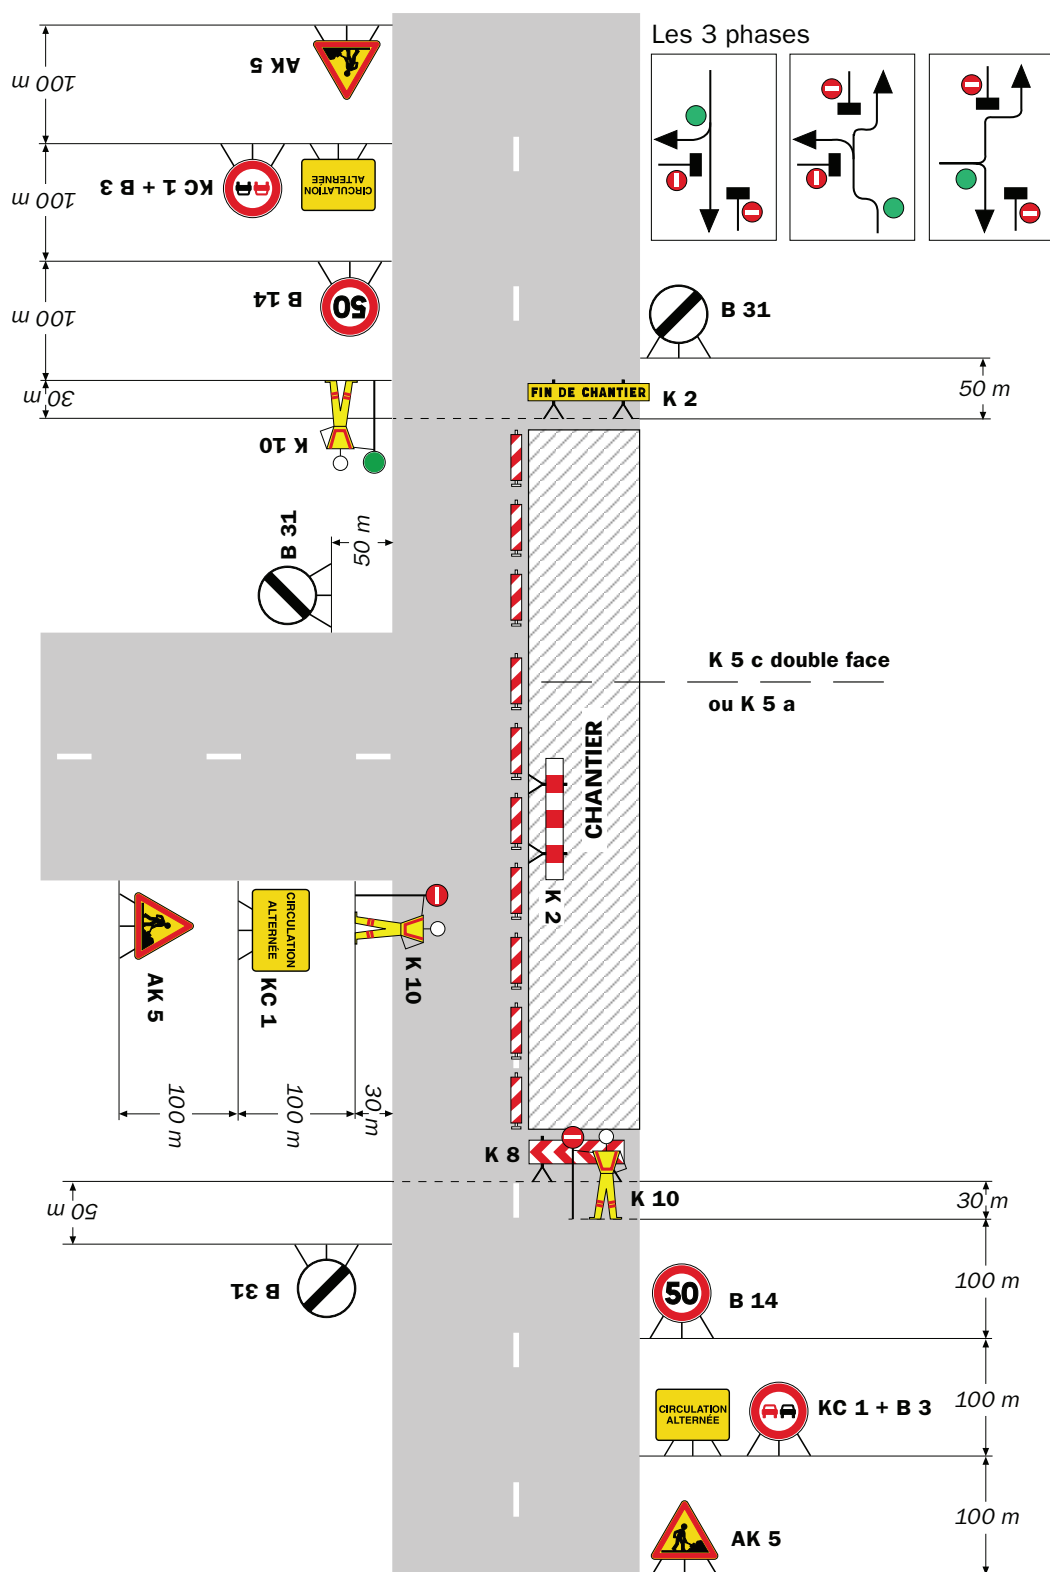 Les 3 phases
100 m
AK 5
100 m
KC 1 + B 3
CIRCULATION
ALTERNÉE
100 m
B 14
50
30 m
K 10
B 31
FIN DE CHANTIER
K 2
50 m
B 31
50 m
K 5 c double face
ou K 5 a
CHANTIER
K 2
AK 5
CIRCULATION
ALTERNÉE
KC 1
K 10
100 m
100 m
30 m
K 8
K 10
30 m
50 m
B 31
100 m
50
B 14
CIRCULATION
ALTERNÉE
KC 1 + B 3
100 m
AK 5
100 m